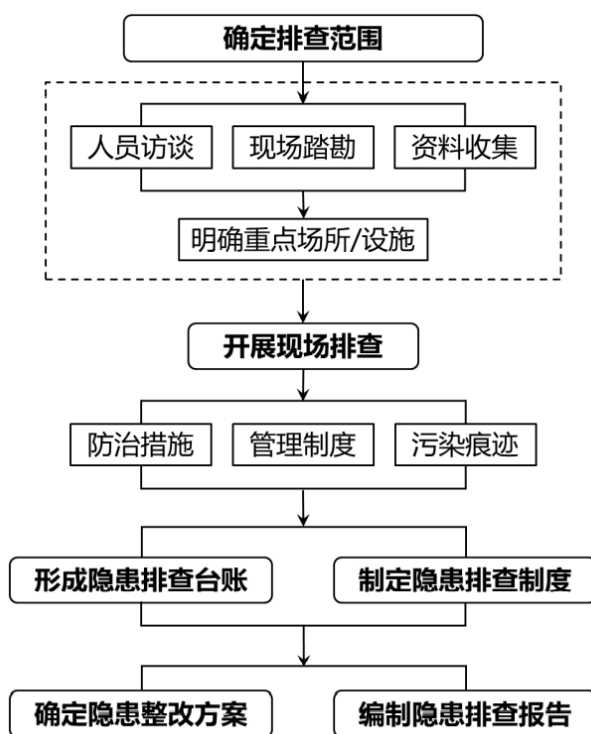 确定排查范围
人员访谈 现场踏勘 资料收集
明确重点场所/设施
开展现场排查
防治措施 管理制度 污染痕迹
形成隐患排查台账 制定隐患排查制度
确定隐患整改方案 编制隐患排查报告